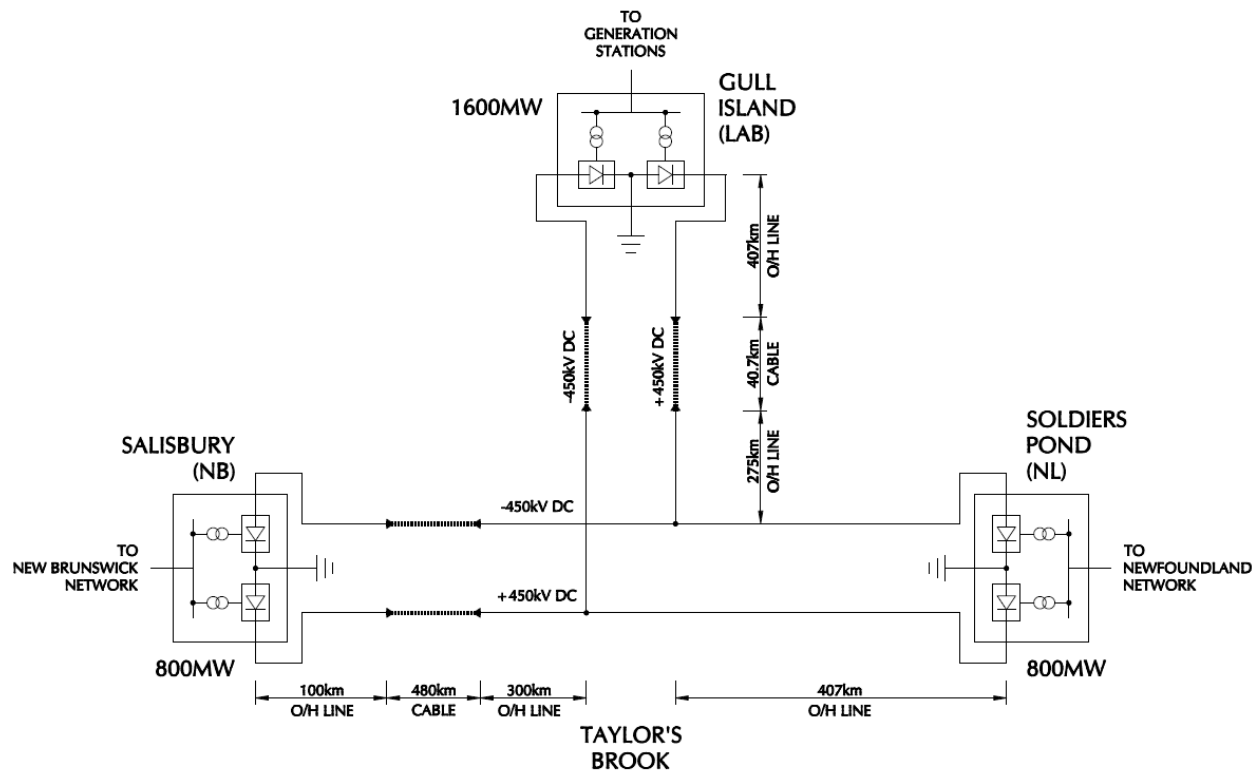 TO
GENERATION
STATIONS
1600MW
GULL
ISLAND
(LAB)
407km
O/H LINE
-450kV DC
+450kV DC
40.7km
CABLE
275km
O/H LINE
SALISBURY
(NB)
SOLDIERS
POND
(NL)
-450kV DC
TO
NEW BRUNSWICK
NETWORK
TO
NEWFOUNDLAND
NETWORK
+450kV DC
800MW
800MW
100km
O/H LINE
480km
CABLE
300km
O/H LINE
407km
O/H LINE
TAYLOR'S
BROOK